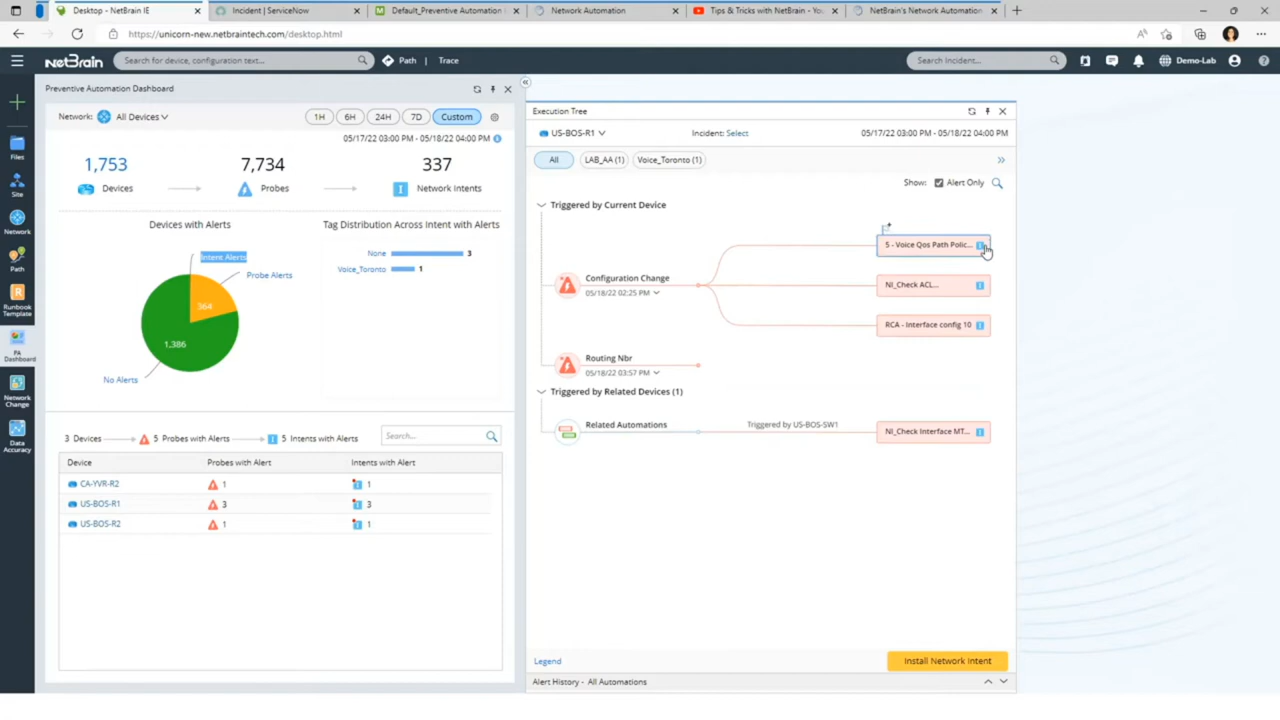 Desktop - NetBrain IE
Incident | ServiceNow
Default_Preventive Automation
Network Automation
Tips & Tricks with NetBrain - You
NetBrain's Network Automation
https://unicorn-new.netbraintech.com/desktop.html
netBrain
Search for device, configuration text...
Path | Trace
Search Incident...
Demo-Lab
Files
Site
Network
Path
Runbook Template
PA Dashboard
Network Change
Data Accuracy
Preventive Automation Dashboard
Network: All Devices
1H 6H 24H 7D Custom
05/17/22 03:00 PM - 05/18/22 04:00 PM
1,753 7,734 337
Devices Probes Network Intents
Devices with Alerts
Tag Distribution Across Intent with Alerts
Intent Alerts
Probe Alerts
364
1,386
No Alerts
None 3
Voice_Toronto 1
3 Devices 5 Probes with Alerts 5 Intents with Alerts
Search...
Device Probes with Alert Intents with Alert
CA-YVR-R2 1 1
US-BOS-R1 3 3
US-BOS-R2 1 1
Execution Tree
US-BOS-R1 Incident: Select 05/17/22 03:00 PM - 05/18/22 04:00 PM
All LAB_AA (1) Voice_Toronto (1)
Show: Alert Only
Triggered by Current Device
5 - Voice Qos Path Polic...
Configuration Change
05/18/22 02:25 PM
NI_Check ACL...
RCA - Interface config 10
Routing Nbr
05/18/22 03:57 PM
Triggered by Related Devices (1)
Related Automations
Triggered by US-BOS-SW1
NI_Check Interface MT...
Legend
Install Network Intent
Alert History - All Automations